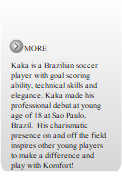 MORE
Kaka is a Brazilian soccer
player with goal scoring
ability, technical skills and
elegance. Kaka made his
professional debut at young
age of 18 at Sao Paulo,
Brazil.  His charismatic
presence on and off the field
inspires other young players
to make a difference and
play with Komfort!